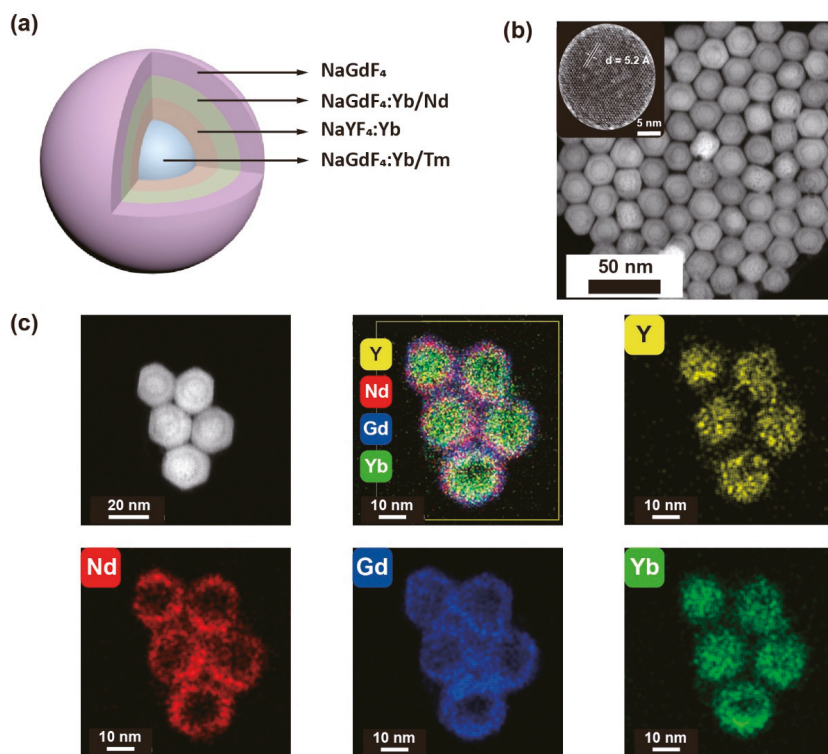 (a)
NaGdF₄
NaGdF₄:Yb/Nd
NaYF₄:Yb
NaGdF₄:Yb/Tm
(b)
d = 5.2 A
5 nm
50 nm
(c)
20 nm
Y
Nd
Gd
Yb
10 nm
Y
10 nm
Nd
10 nm
Gd
10 nm
Yb
10 nm